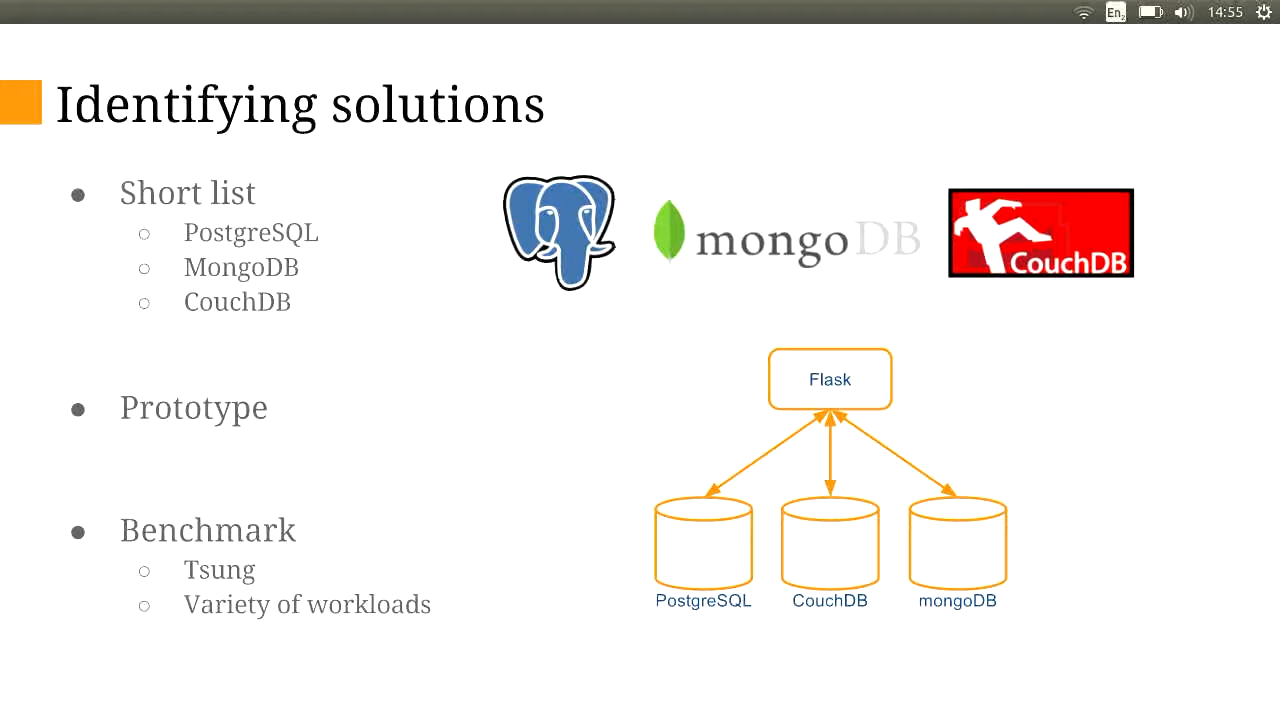 En₂ 14:55
Identifying solutions
● Short list
○ PostgreSQL
○ MongoDB
○ CouchDB
mongoDB
CouchDB
● Prototype
Flask
PostgreSQL CouchDB mongoDB
● Benchmark
○ Tsung
○ Variety of workloads